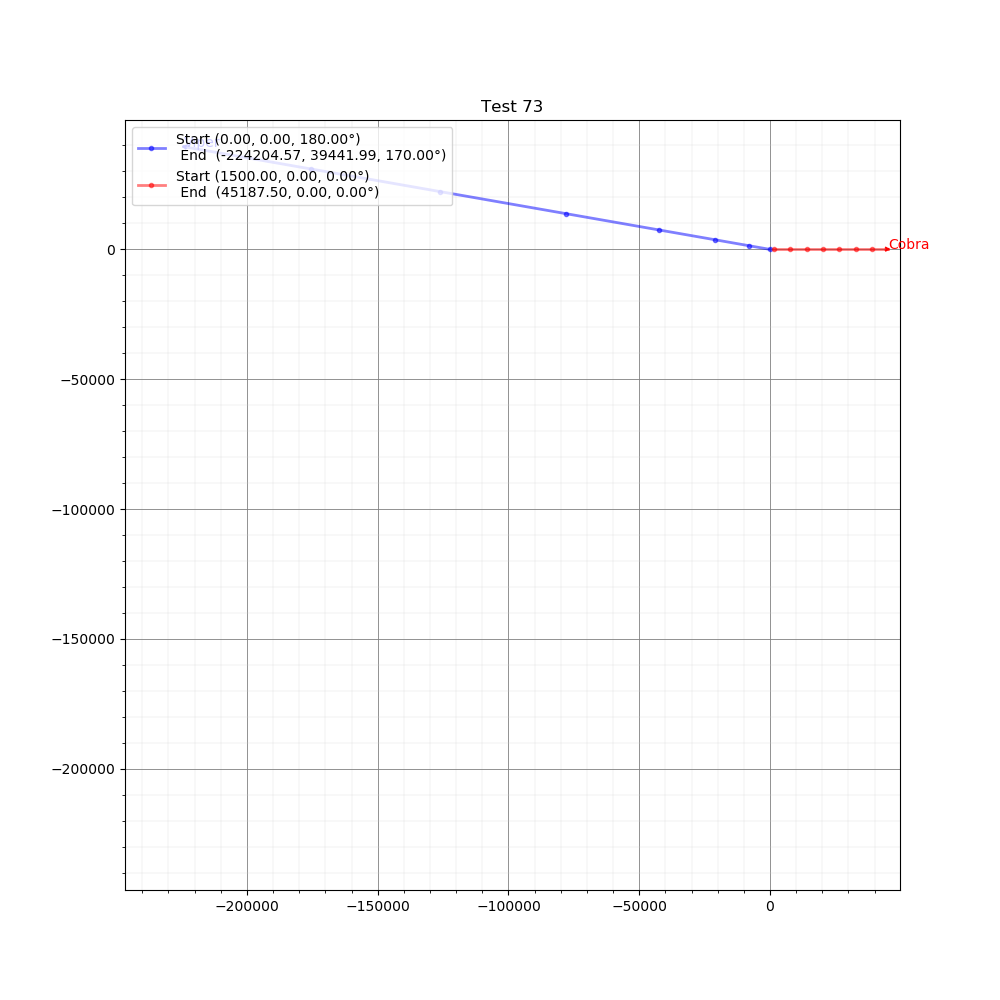 Test 73
Start (0.00, 0.00, 180.00°)
End (-224204.57, 39441.99, 170.00°)
Start (1500.00, 0.00, 0.00°)
End (45187.50, 0.00, 0.00°)
Cobra
0
−50000
−100000
−150000
−200000
−200000
−150000
−100000
−50000
0